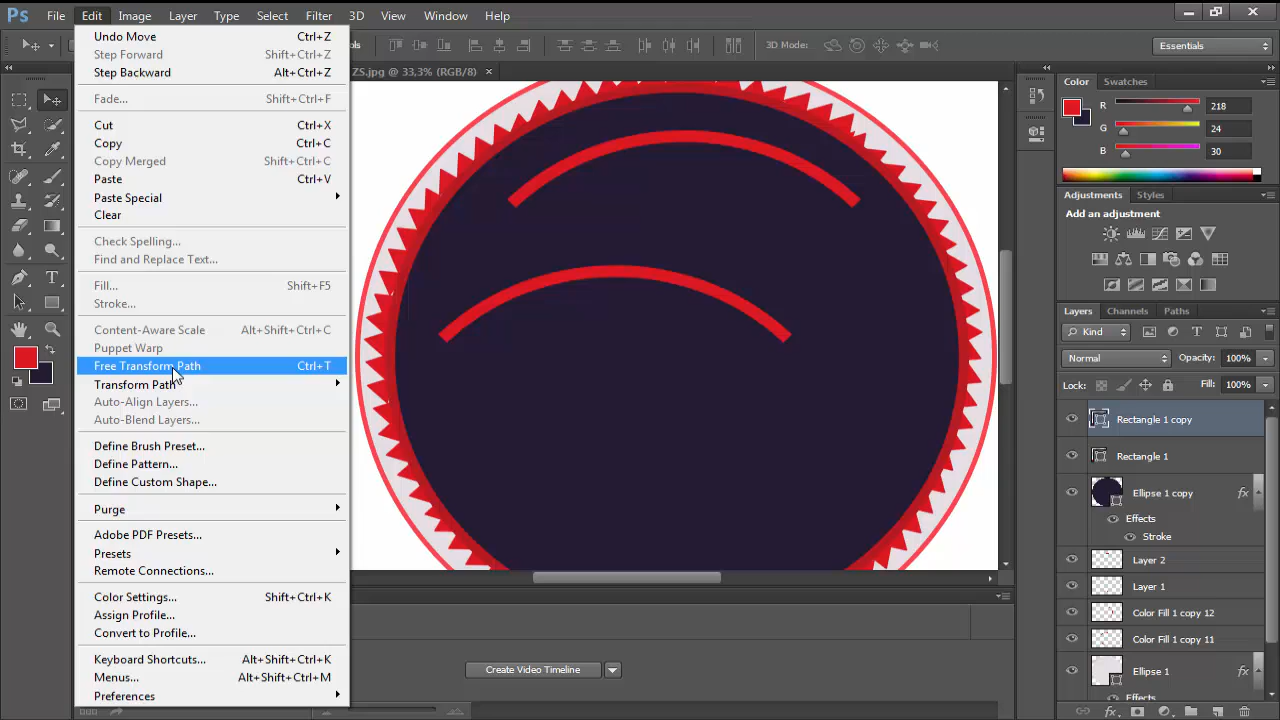 Ps File Edit Image Layer Type Select Filter 3D View Window Help
3D Mode: Essentials
ZS.jpg @ 33,3% (RGB/8) ×
Undo Move Ctrl+Z
Step Forward Shift+Ctrl+Z
Step Backward Alt+Ctrl+Z
Fade... Shift+Ctrl+F
Cut Ctrl+X
Copy Ctrl+C
Copy Merged Shift+Ctrl+C
Paste Ctrl+V
Paste Special
Clear
Check Spelling...
Find and Replace Text...
Fill... Shift+F5
Stroke...
Content-Aware Scale Alt+Shift+Ctrl+C
Puppet Warp
Free Transform Path Ctrl+T
Transform Path
Auto-Align Layers...
Auto-Blend Layers...
Define Brush Preset...
Define Pattern...
Define Custom Shape...
Purge
Adobe PDF Presets...
Presets
Remote Connections...
Color Settings... Shift+Ctrl+K
Assign Profile...
Convert to Profile...
Keyboard Shortcuts... Alt+Shift+Ctrl+K
Menus... Alt+Shift+Ctrl+M
Preferences
Create Video Timeline
Color Swatches
R 218
G 24
B 30
Adjustments Styles
Add an adjustment
Layers Channels Paths
Kind
Normal Opacity: 100%
Lock: Fill: 100%
Rectangle 1 copy
Rectangle 1
Ellipse 1 copy fx
Effects
Stroke
Layer 2
Layer 1
Color Fill 1 copy 12
Color Fill 1 copy 11
Ellipse 1 fx
Effects